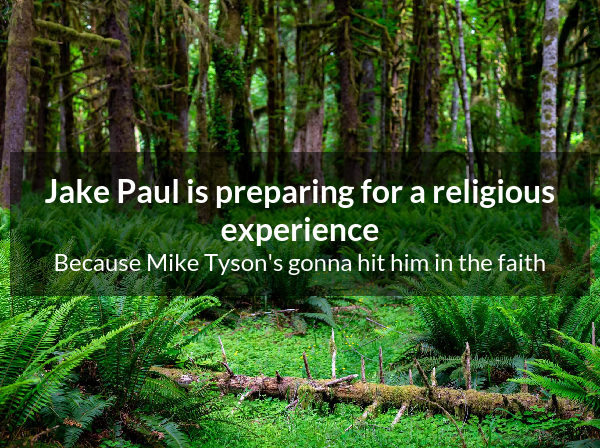 Jake Paul is preparing for a religious
experience
Because Mike Tyson's gonna hit him in the faith